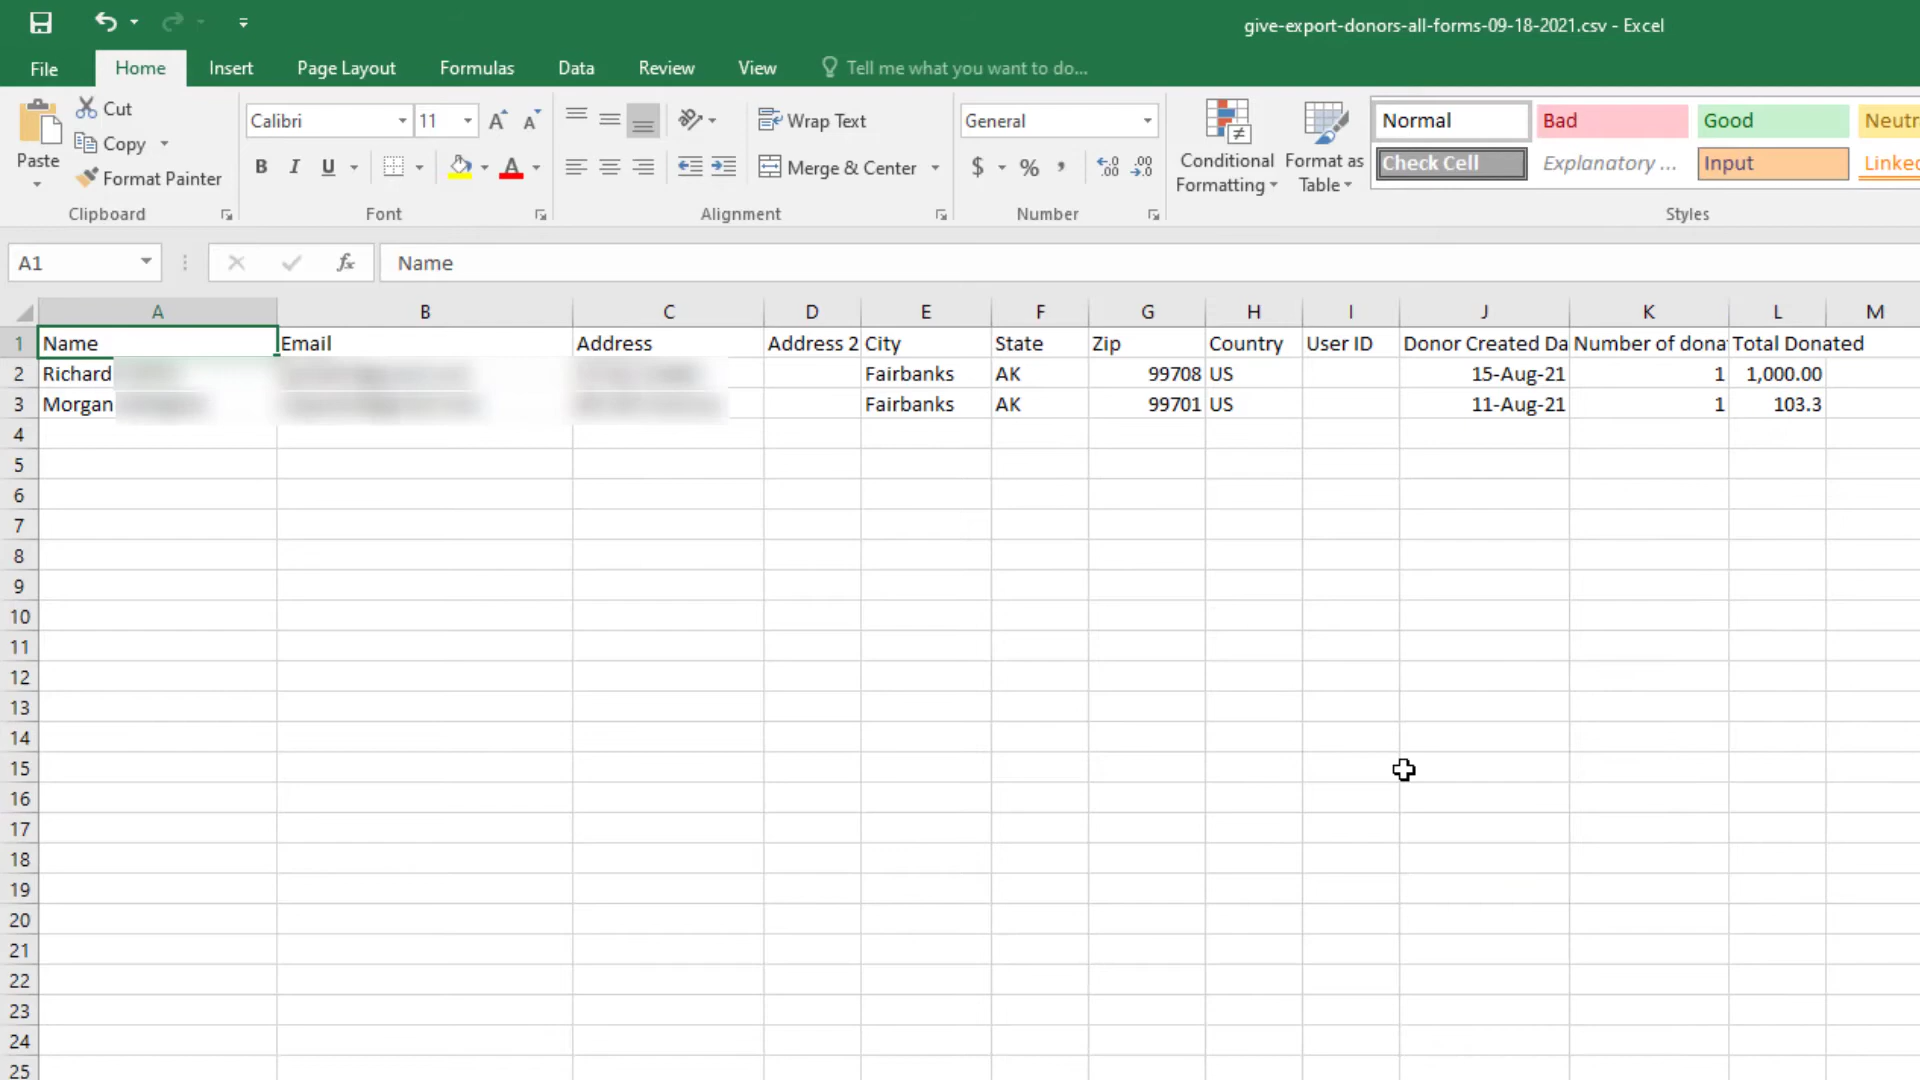 give-export-donors-all-forms-09-18-2021.csv - Excel
File Home Insert Page Layout Formulas Data Review View Tell me what you want to do...
Paste
Cut
Copy
Format Painter
Clipboard
Calibri 11
B I U
Font
Wrap Text
Merge & Center
Alignment
General
$ %
Number
Conditional Formatting
Format as Table
Normal Bad Good Neutr
Check Cell Explanatory ... Input Linked
Styles
A1 fx Name
A B C D E F G H I J K L M
1 Name Email Address Address 2 City State Zip Country User ID Donor Created Da Number of dona Total Donated
2 Richard Fairbanks AK 99708 US 15-Aug-21 1 1,000.00
3 Morgan Fairbanks AK 99701 US 11-Aug-21 1 103.3
4
5
6
7
8
9
10
11
12
13
14
15
16
17
18
19
20
21
22
23
24
25